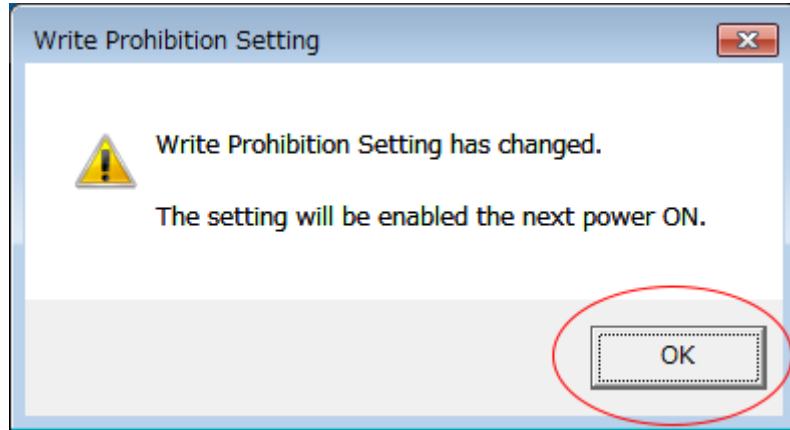 Write Prohibition Setting
Write Prohibition Setting has changed.
The setting will be enabled the next power ON.
OK